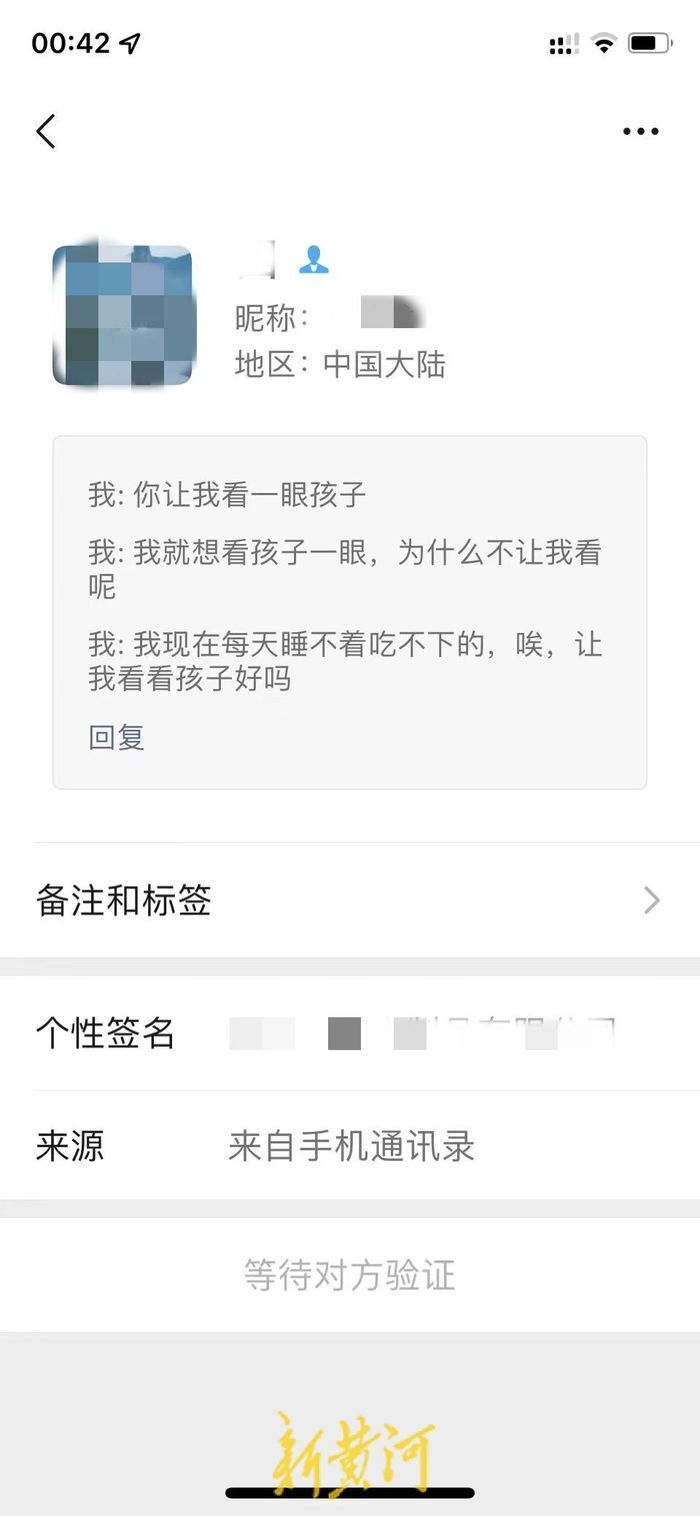 00:42
昵称：
地区：中国大陆
我: 你让我看一眼孩子
我: 我就想看孩子一眼，为什么不让我看
呢
我: 我现在每天睡不着吃不下的，唉，让
我看看孩子好吗
回复
备注和标签
个性签名
来源 来自手机通讯录
等待对方验证
新黄河